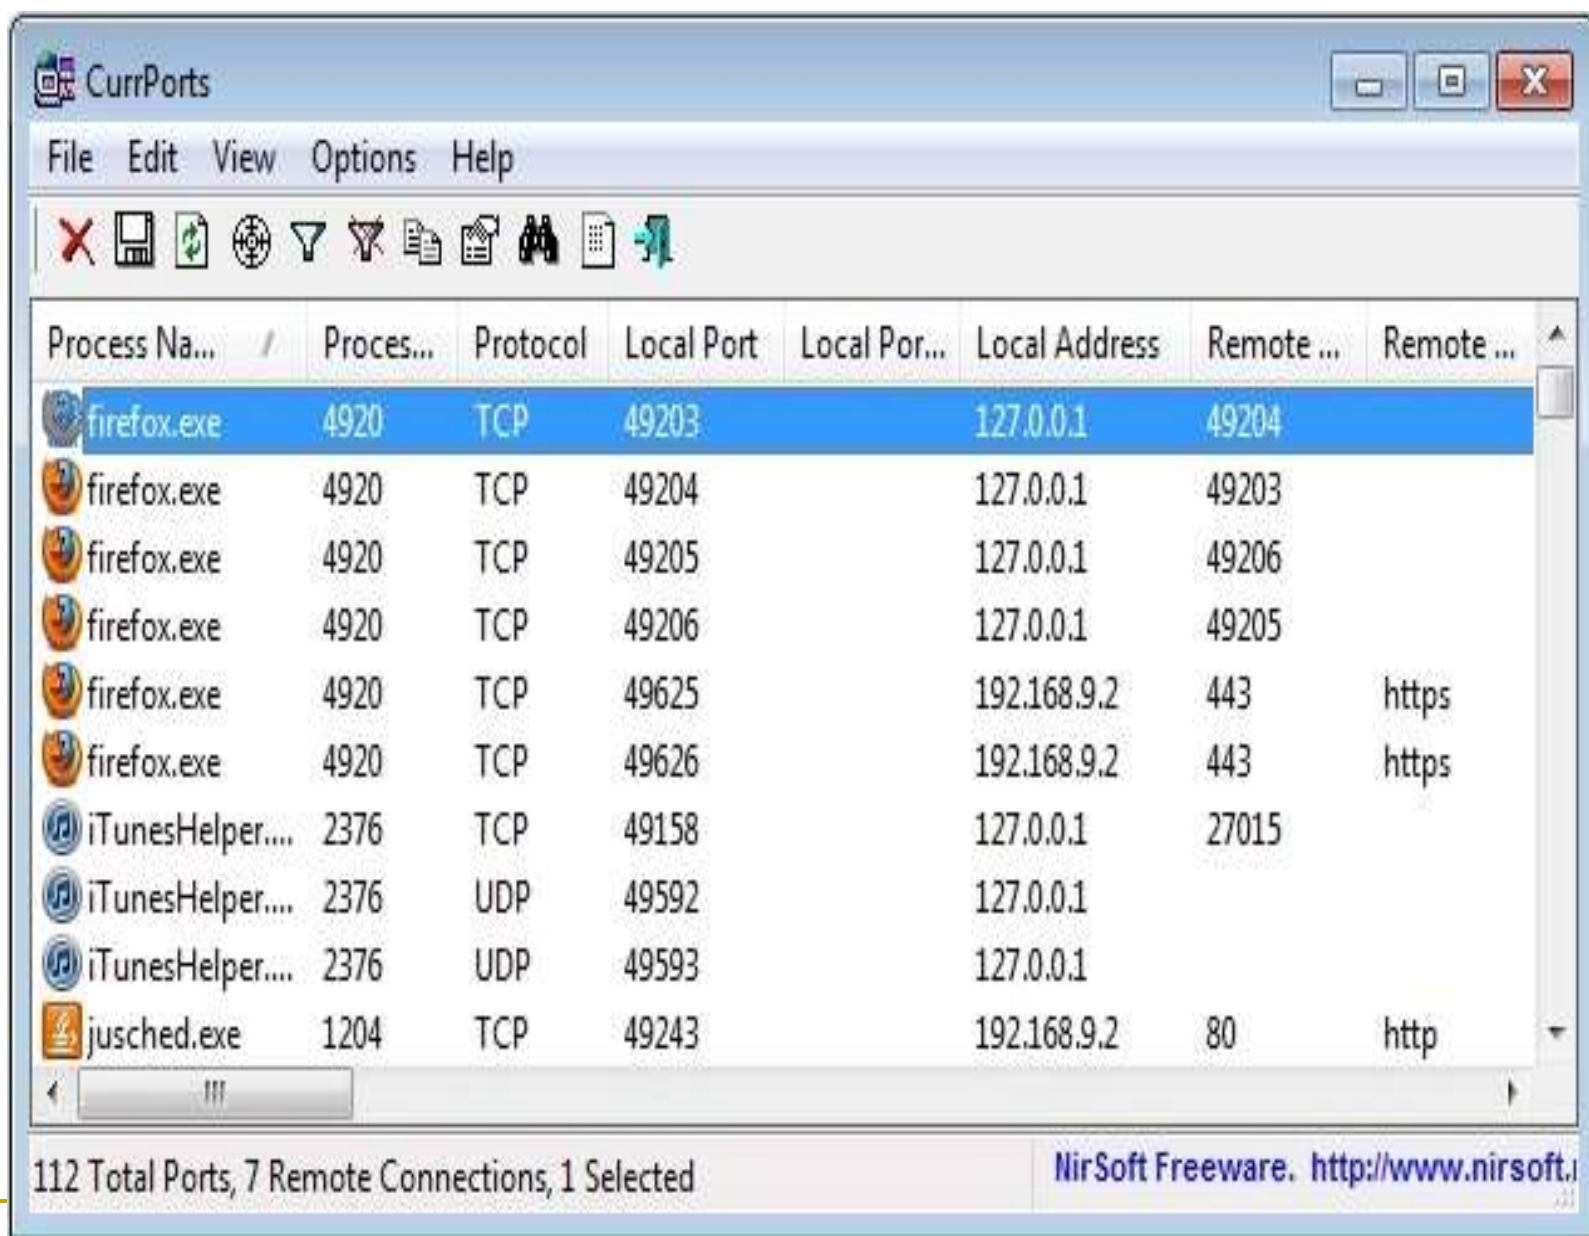 CurrPorts
File Edit View Options Help
Process Na... Proces... Protocol Local Port Local Por... Local Address Remote ... Remote ...
firefox.exe 4920 TCP 49203 127.0.0.1 49204
firefox.exe 4920 TCP 49204 127.0.0.1 49203
firefox.exe 4920 TCP 49205 127.0.0.1 49206
firefox.exe 4920 TCP 49206 127.0.0.1 49205
firefox.exe 4920 TCP 49625 192.168.9.2 443 https
firefox.exe 4920 TCP 49626 192.168.9.2 443 https
iTunesHelper.... 2376 TCP 49158 127.0.0.1 27015
iTunesHelper.... 2376 UDP 49592 127.0.0.1
iTunesHelper.... 2376 UDP 49593 127.0.0.1
jusched.exe 1204 TCP 49243 192.168.9.2 80 http
112 Total Ports, 7 Remote Connections, 1 Selected NirSoft Freeware. http://www.nirsoft.